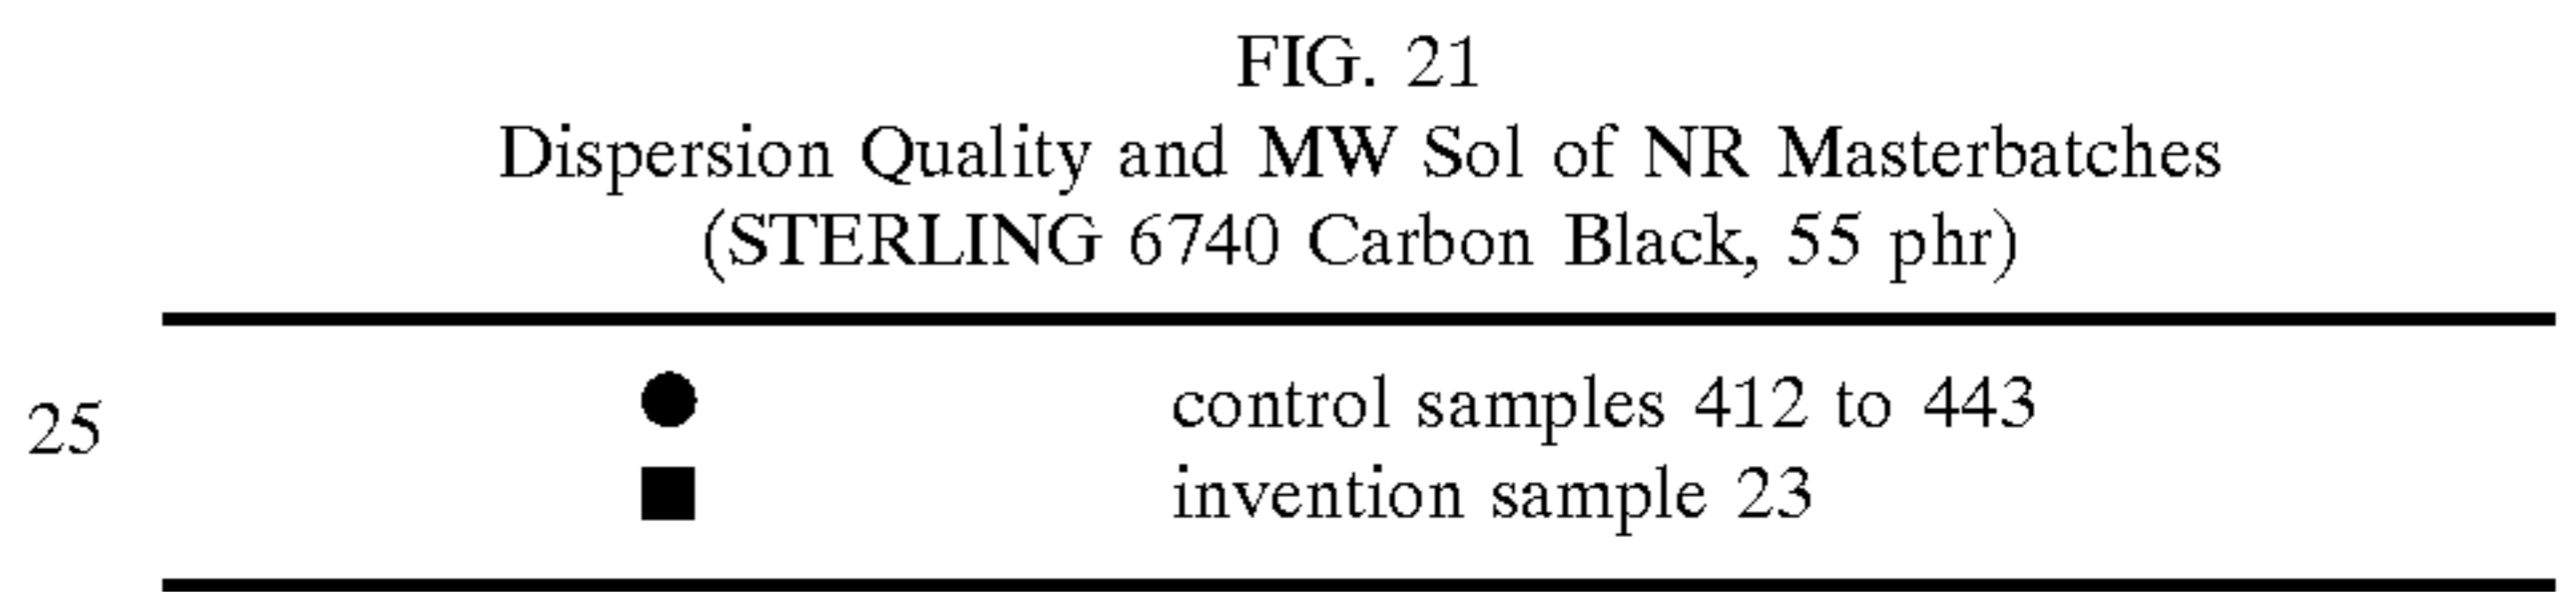 FIG. 21
Dispersion Quality and MW Sol of NR Masterbatches
(STERLING 6740 Carbon Black, 55 phr)
● control samples 412 to 443
25
■ invention sample 23